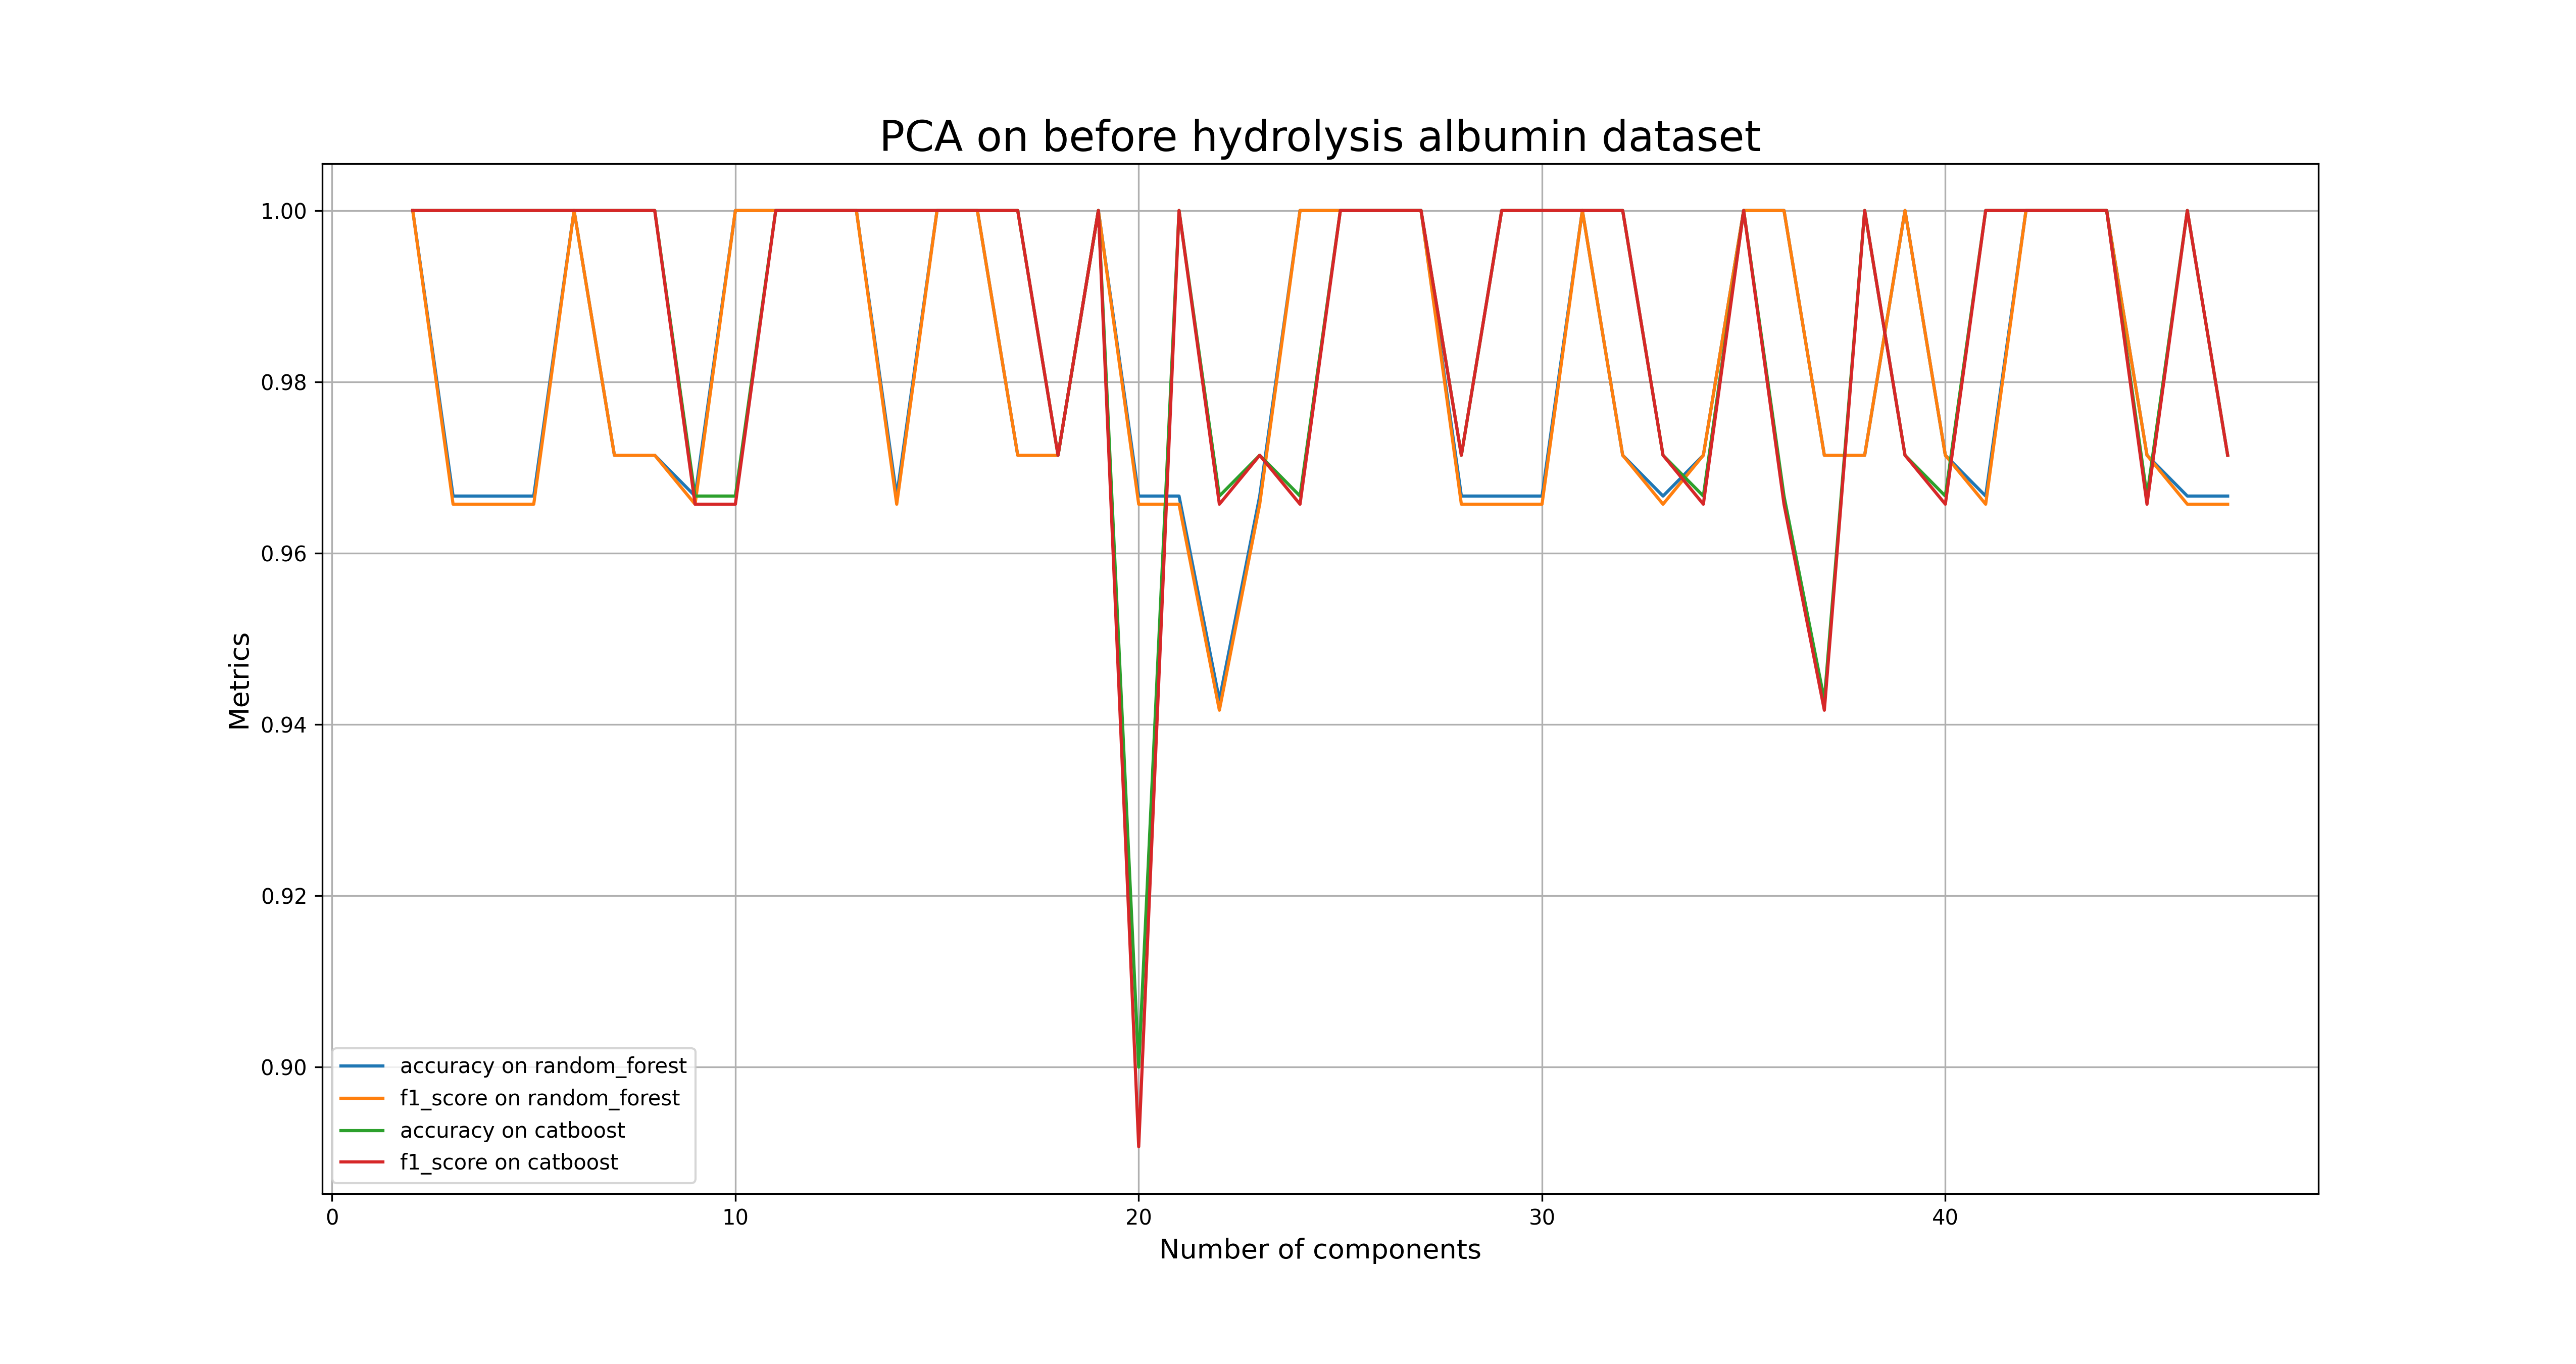 PCA on before hydrolysis albumin dataset
1.00
0.98
0.96
0.94
0.92
0.90
Metrics
accuracy on random_forest
f1_score on random_forest
accuracy on catboost
f1_score on catboost
0 10 20 30 40
Number of components